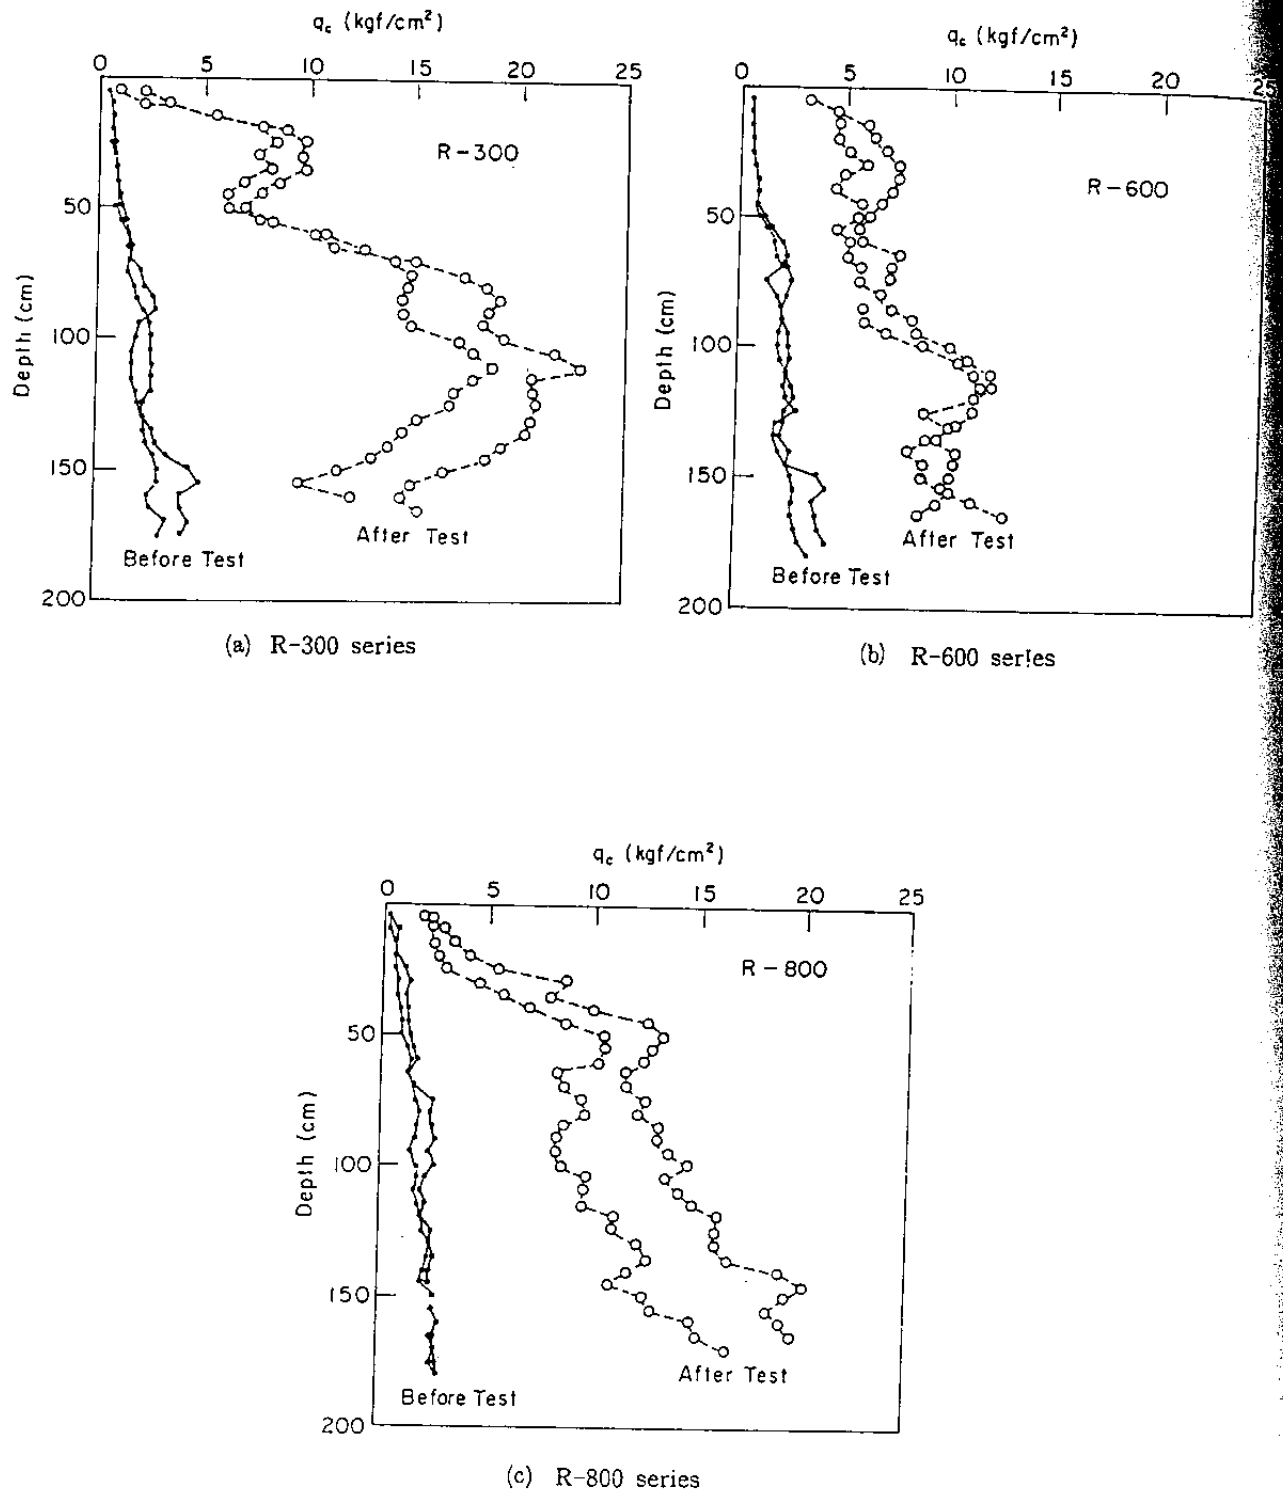 q_c (kgf/cm²)
0 5 10 15 20 25
R-300
50
100
150
200
Depth (cm)
After Test
Before Test
(a) R-300 series
q_c (kgf/cm²)
0 5 10 15 20 25
R-600
50
100
150
200
Depth (cm)
After Test
Before Test
(b) R-600 series
q_c (kgf/cm²)
0 5 10 15 20 25
R-800
50
100
150
200
Depth (cm)
After Test
Before Test
(c) R-800 series